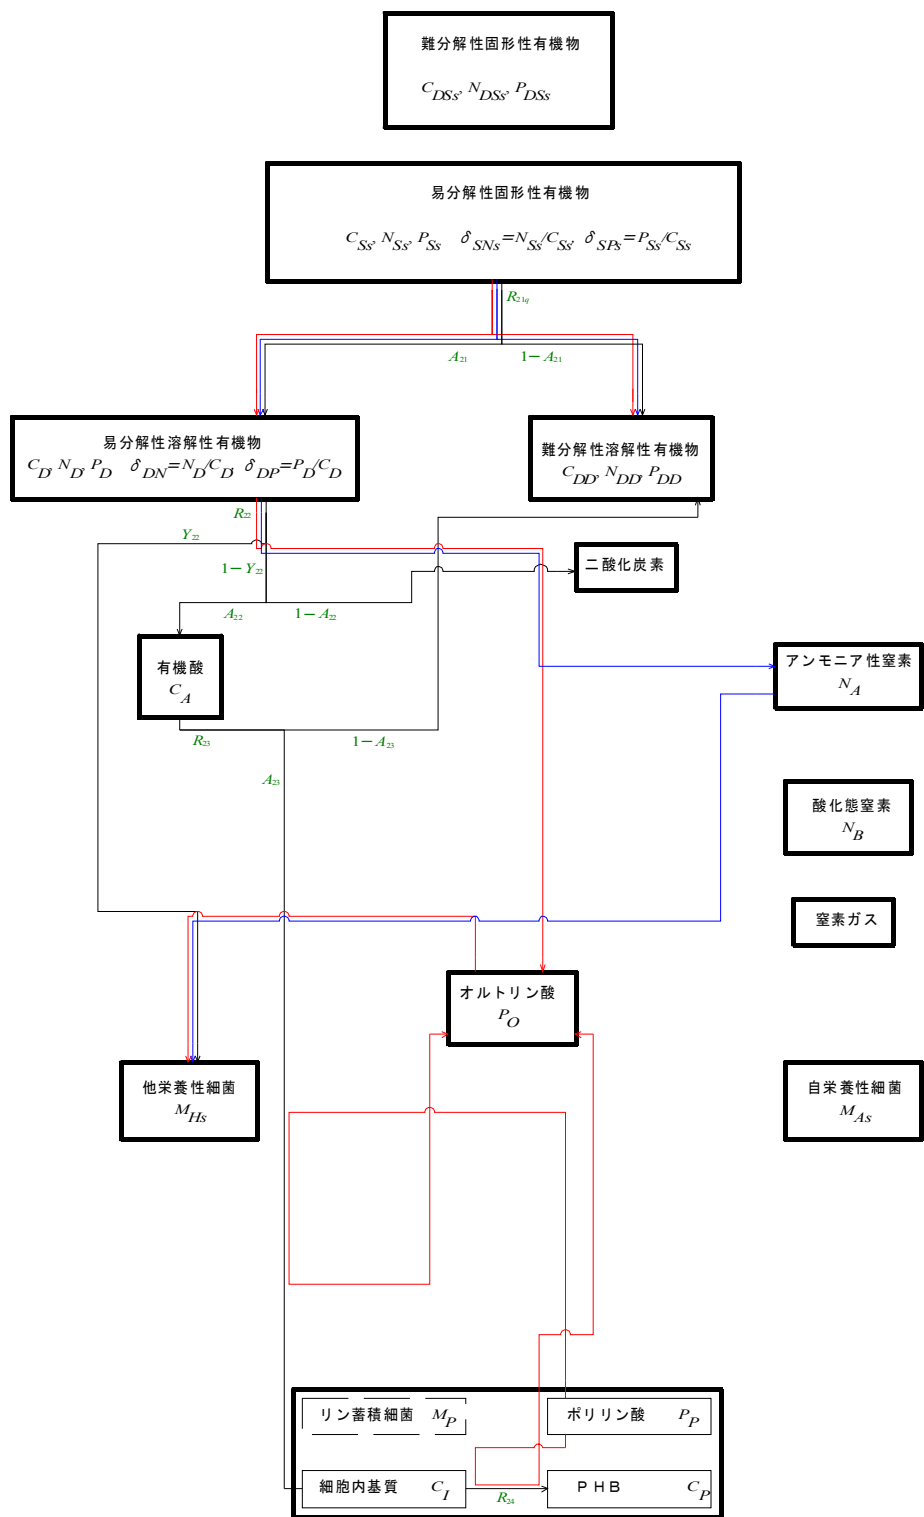 難分解性固形性有機物
C_DSs, N_DSs, P_DSs
易分解性固形性有機物
C_Ss, N_Ss, P_Ss δ_SNs=N_Ss/C_Ss, δ_SPs=P_Ss/C_Ss
R_21g
A_21 1－A_21
易分解性溶解性有機物
C_D, N_D, P_D δ_DN=N_D/C_D, δ_DP=P_D/C_D
難分解性溶解性有機物
C_DD, N_DD, P_DD
R_22
Y_22
1－Y_22
二酸化炭素
A_22 1－A_22
有機酸
C_A
アンモニア性窒素
N_A
R_23 1－A_23
A_23
酸化態窒素
N_B
窒素ガス
オルトリン酸
P_O
他栄養性細菌
M_Hs
自栄養性細菌
M_As
リン蓄積細菌 M_P
ポリリン酸 P_P
細胞内基質 C_I
R_24
ＰＨＢ C_P